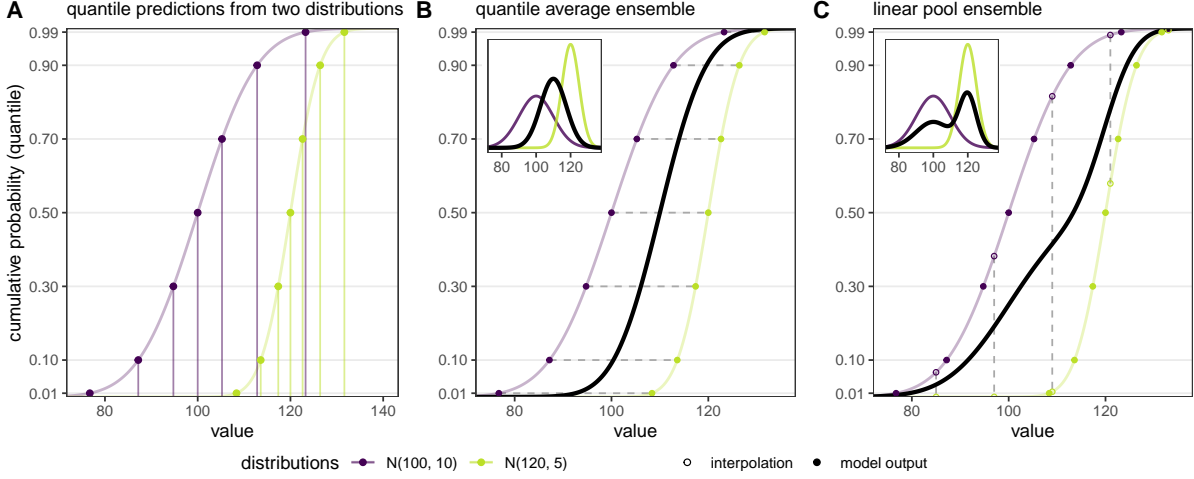 A quantile predictions from two distributions
B quantile average ensemble
C linear pool ensemble
cumulative probability (quantile)
0.99
0.90
0.70
0.50
0.30
0.10
0.01
80 100 120 140
value
0.99
0.90
0.70
0.50
0.30
0.10
0.01
80 100 120
80 100 120
value
0.99
0.90
0.70
0.50
0.30
0.10
0.01
80 100 120
80 100 120
value
distributions N(100, 10) N(120, 5) interpolation model output